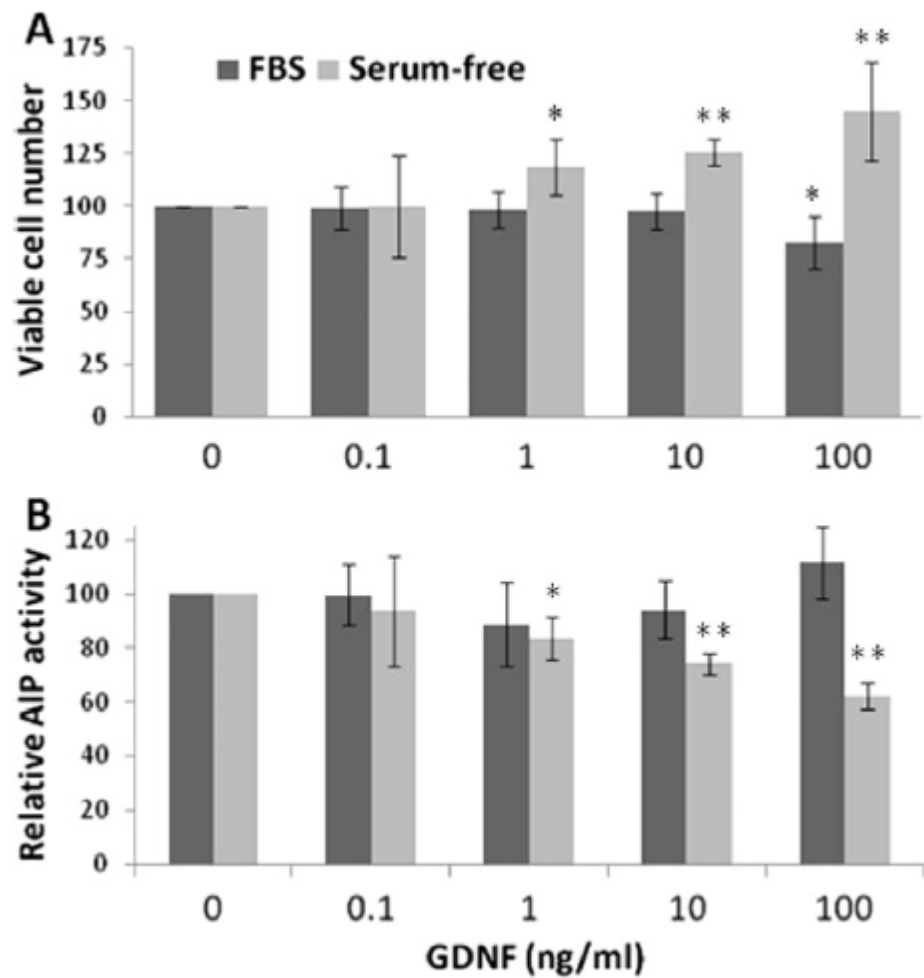 A
Viable cell number
175
150
125
100
75
50
25
0
FBS Serum-free
*
**
*
**
0 0.1 1 10 100
B
Relative AlP activity
120
100
80
60
40
20
0
*
**
**
0 0.1 1 10 100
GDNF (ng/ml)